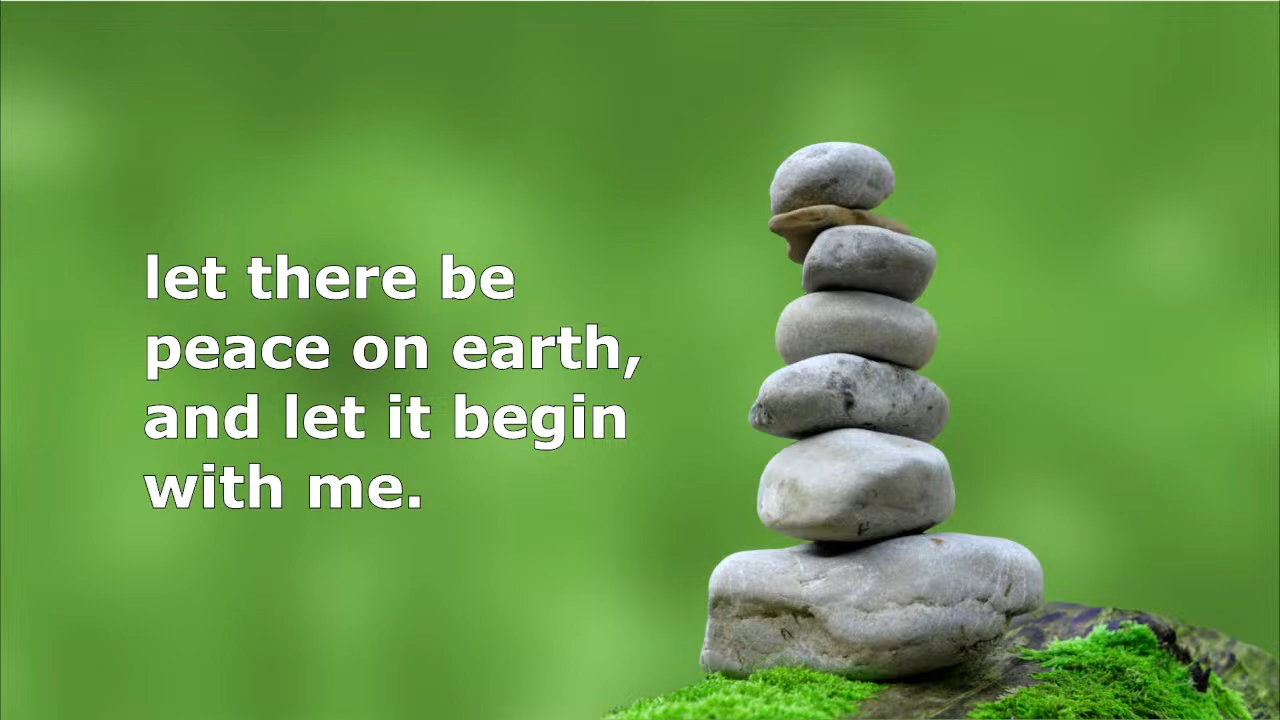 let there be
peace on earth,
and let it begin
with me.